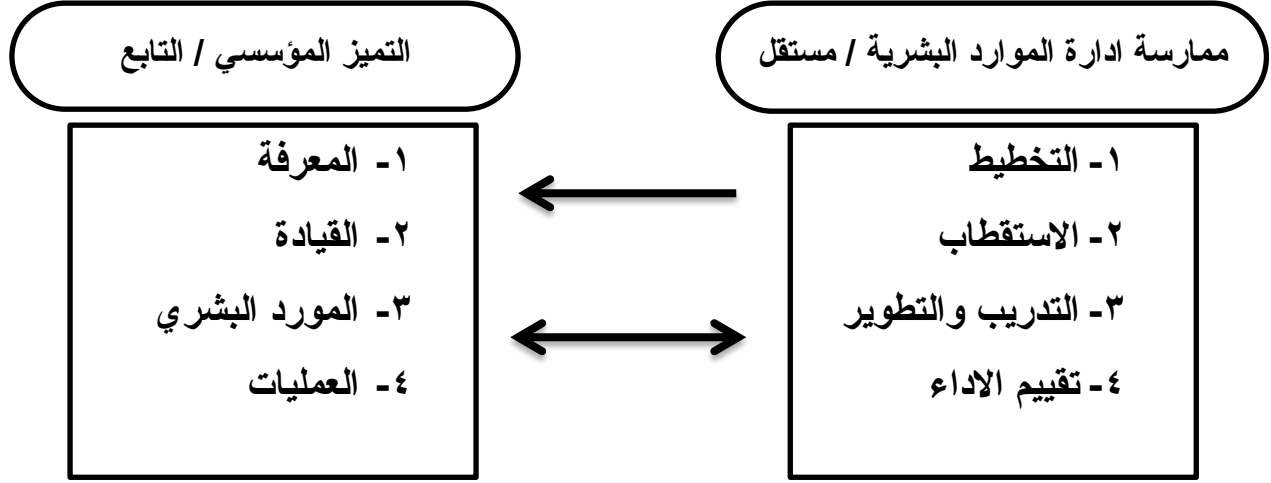 ممارسة ادارة الموارد البشرية / مستقل
١- التخطيط
٢- الاستقطاب
٣- التدريب والتطوير
٤- تقييم الاداء
التميز المؤسسي / التابع
١- المعرفة
٢- القيادة
٣- المورد البشري
٤- العمليات